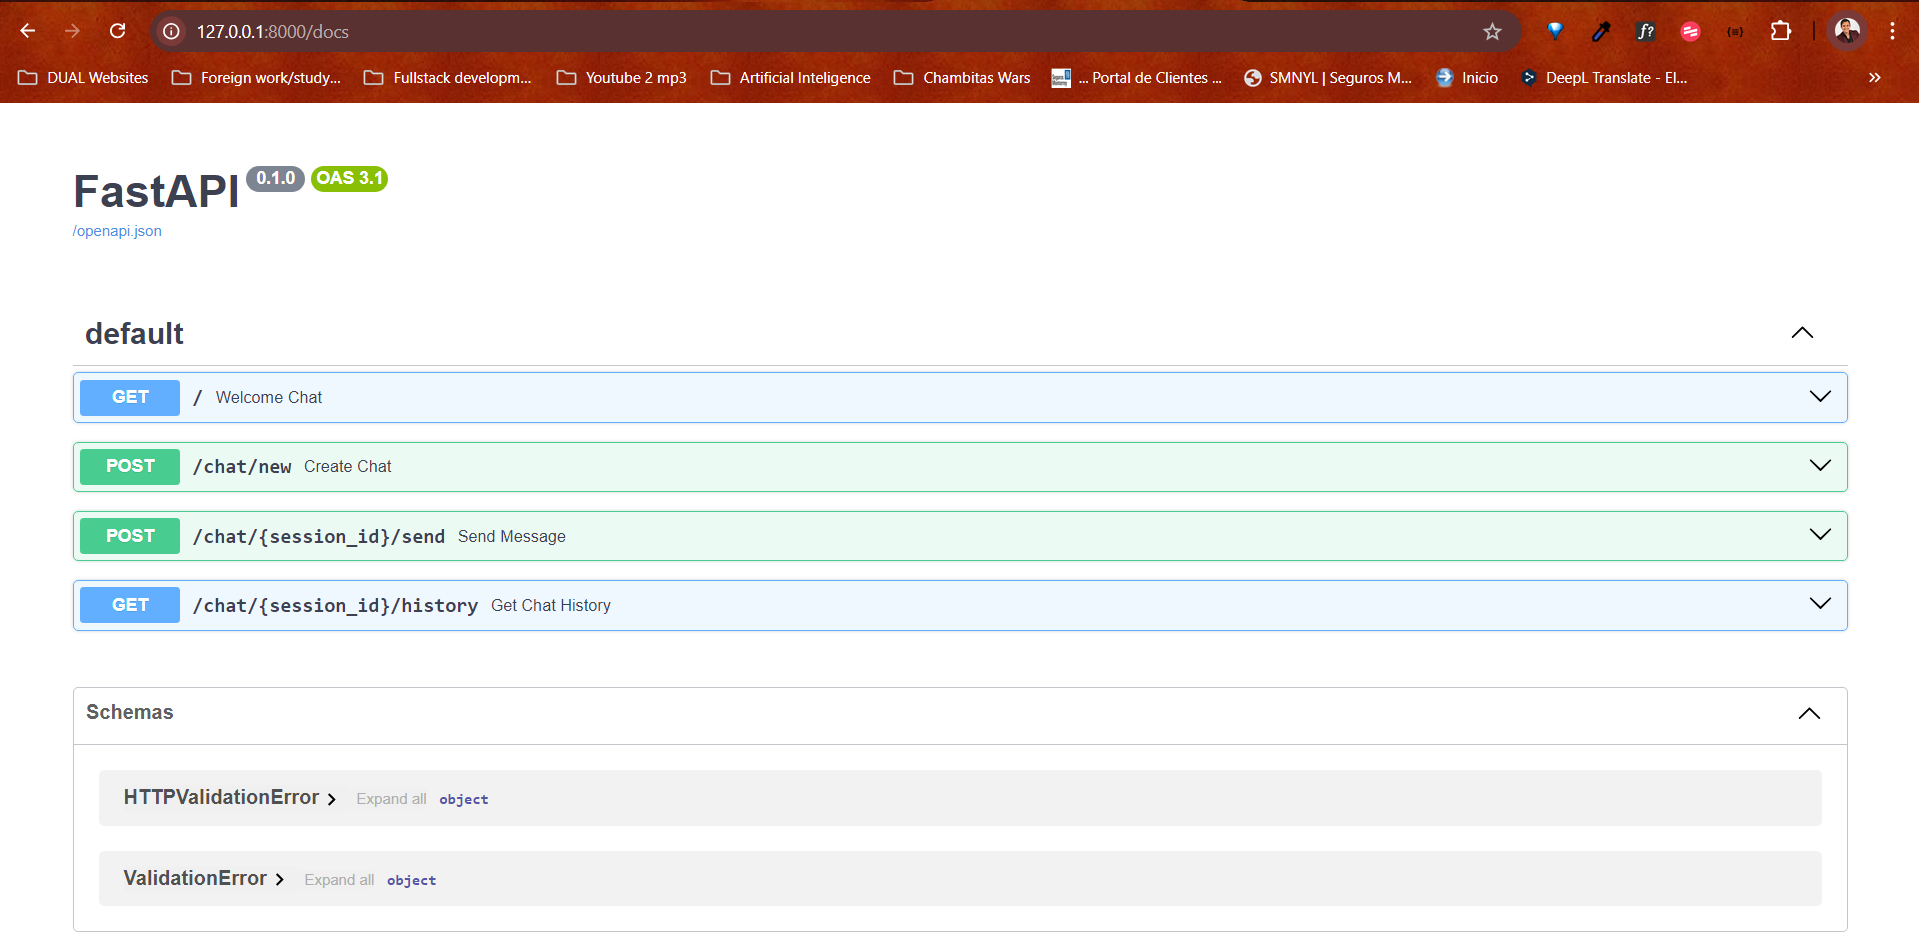 127.0.0.1:8000/docs
f?
{≡}
DUAL Websites
Foreign work/study...
Fullstack developm...
Youtube 2 mp3
Artificial Inteligence
Chambitas Wars
... Portal de Clientes ...
SMNYL | Seguros M...
Inicio
DeepL Translate - El...
FastAPI 0.1.0 OAS 3.1
/openapi.json
default
GET / Welcome Chat
POST /chat/new Create Chat
POST /chat/{session_id}/send Send Message
GET /chat/{session_id}/history Get Chat History
Schemas
HTTPValidationError Expand all object
ValidationError Expand all object